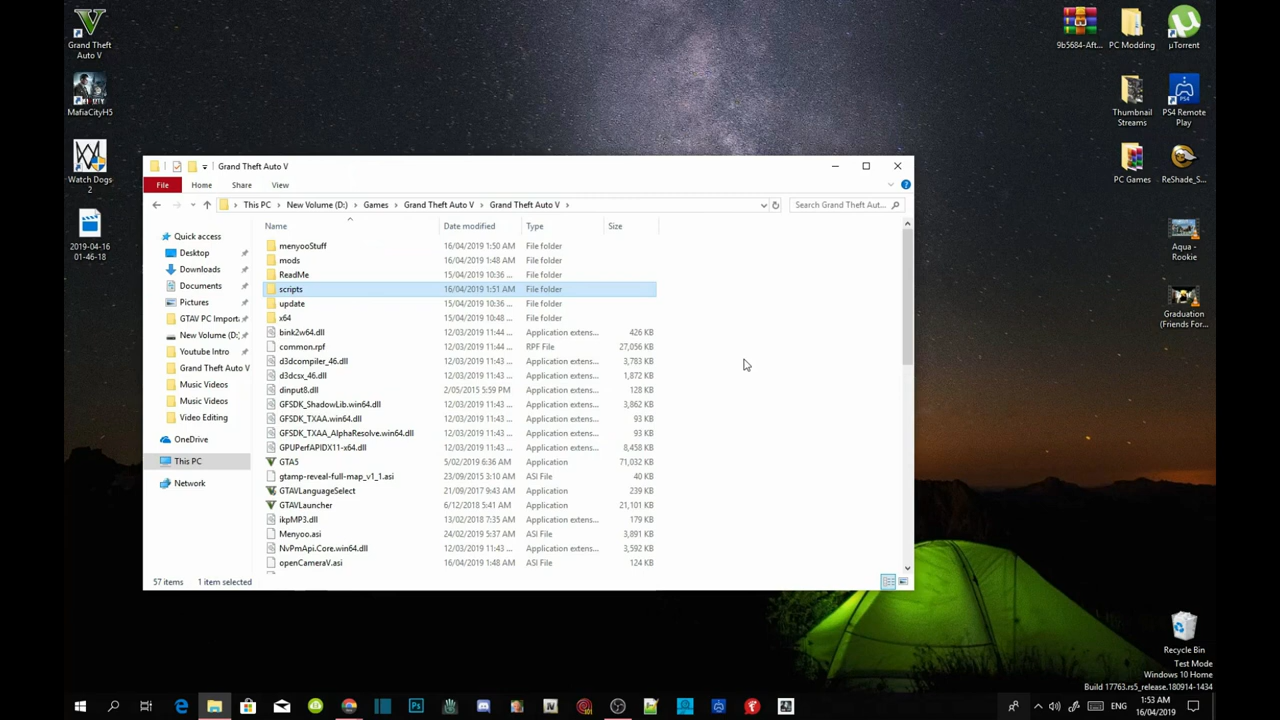 Grand Theft
Auto V
MafiaCityH5
Watch Dogs
2
2019-04-16
01-46-18
9b5684-Aft...
PC Modding
µTorrent
Thumbnail
Streams
PS4 Remote
Play
PC Games
ReShade_S...
Aqua -
Rookie
Graduation
(Friends For...
Recycle Bin
Grand Theft Auto V
File Home Share View
This PC > New Volume (D:) > Games > Grand Theft Auto V > Grand Theft Auto V >
Search Grand Theft Aut...
Quick access
Desktop
Downloads
Documents
Pictures
GTAV PC Import
New Volume (D:)
Youtube Intro
Grand Theft Auto V
Music Videos
Music Videos
Video Editing
OneDrive
This PC
Network
Name Date modified Type Size
menyooStuff 16/04/2019 1:50 AM File folder
mods 16/04/2019 1:48 AM File folder
ReadMe 15/04/2019 10:36 ... File folder
scripts 16/04/2019 1:51 AM File folder
update 15/04/2019 10:36 ... File folder
x64 15/04/2019 10:48 ... File folder
bink2w64.dll 12/03/2019 11:44 ... Application extens... 426 KB
common.rpf 12/03/2019 11:44 ... RPF File 27,056 KB
d3dcompiler_46.dll 12/03/2019 11:43 ... Application extens... 3,783 KB
d3dcsx_46.dll 12/03/2019 11:43 ... Application extens... 1,872 KB
dinput8.dll 2/05/2015 5:59 PM Application extens... 128 KB
GFSDK_ShadowLib.win64.dll 12/03/2019 11:43 ... Application extens... 3,862 KB
GFSDK_TXAA.win64.dll 12/03/2019 11:43 ... Application extens... 93 KB
GFSDK_TXAA_AlphaResolve.win64.dll 12/03/2019 11:43 ... Application extens... 93 KB
GPUPerfAPIDX11-x64.dll 12/03/2019 11:43 ... Application extens... 8,458 KB
GTA5 5/02/2019 6:36 AM Application 71,032 KB
gtamp-reveal-full-map_v1_1.asi 23/09/2015 3:10 AM ASI File 40 KB
GTAVLanguageSelect 21/09/2017 9:43 AM Application 239 KB
GTAVLauncher 6/12/2018 5:41 AM Application 21,101 KB
ikpMP3.dll 13/02/2018 7:35 AM Application extens... 179 KB
Menyoo.asi 24/02/2019 5:37 AM ASI File 3,891 KB
NvPmApi.Core.win64.dll 12/03/2019 11:43 ... Application extens... 3,592 KB
openCameraV.asi 16/04/2019 1:48 AM ASI File 124 KB
57 items 1 item selected
Test Mode
Windows 10 Home
Build 17763.rs5_release.180914-1434
ENG
1:53 AM
16/04/2019